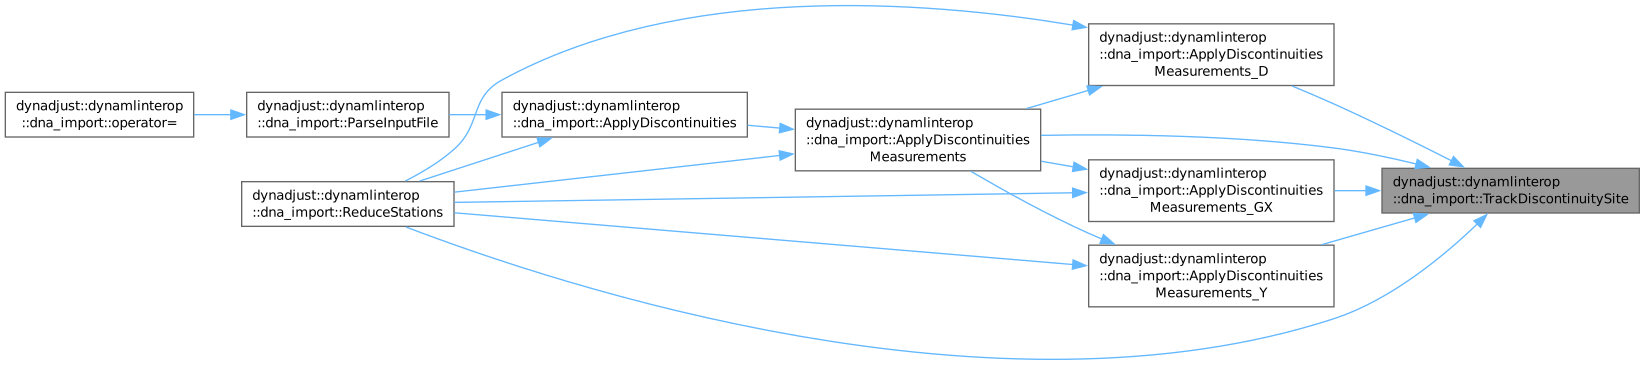 dynadjust::dynamlinterop
::dna_import::operator=
dynadjust::dynamlinterop
::dna_import::ParseInputFile
dynadjust::dynamlinterop
::dna_import::ReduceStations
dynadjust::dynamlinterop
::dna_import::ApplyDiscontinuities
dynadjust::dynamlinterop
::dna_import::ApplyDiscontinuities
Measurements
dynadjust::dynamlinterop
::dna_import::ApplyDiscontinuities
Measurements_D
dynadjust::dynamlinterop
::dna_import::ApplyDiscontinuities
Measurements_GX
dynadjust::dynamlinterop
::dna_import::ApplyDiscontinuities
Measurements_Y
dynadjust::dynamlinterop
::dna_import::TrackDiscontinuitySite